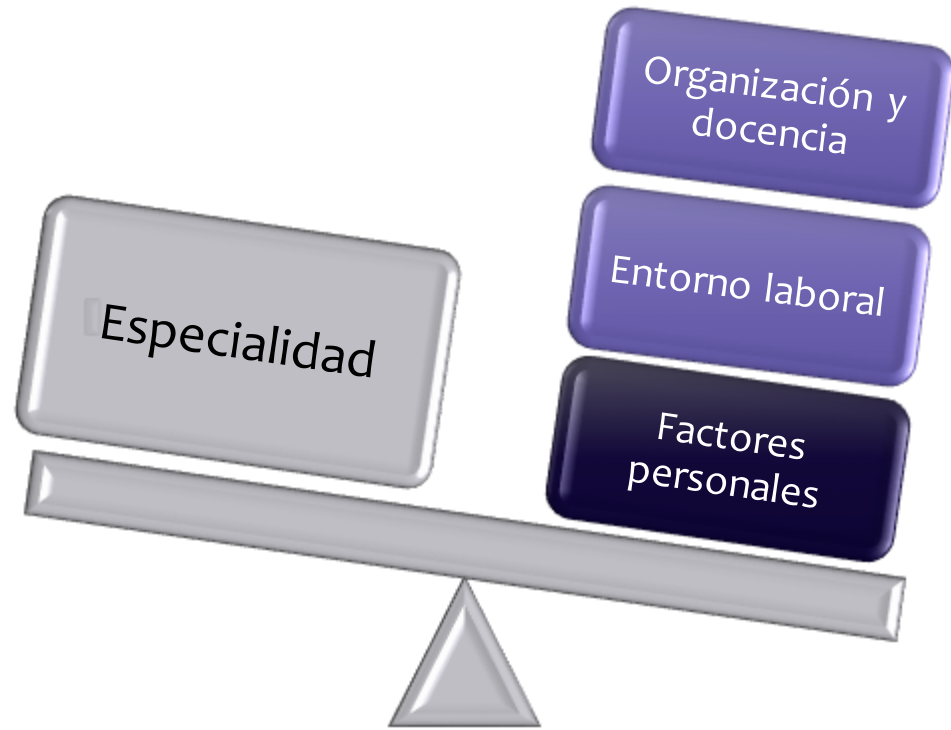 Organización y
docencia
Entorno laboral
Especialidad
Factores
personales